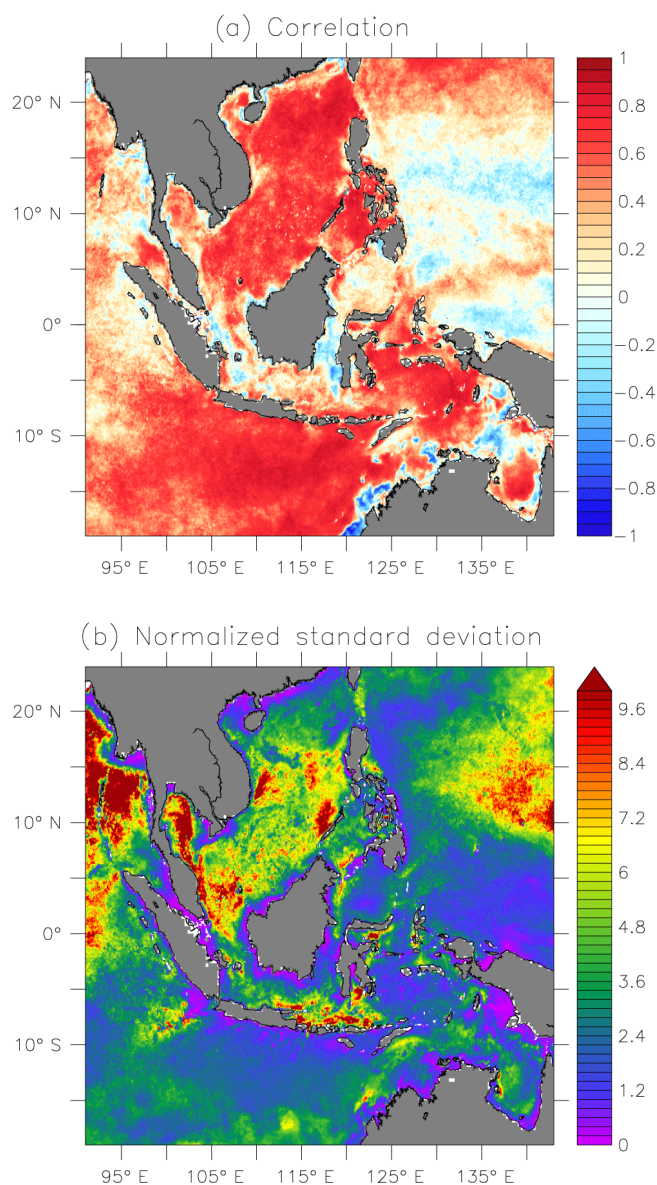 (a) Correlation
20° N
10° N
0°
10° S
95° E
105° E
115° E
125° E
135° E
1
0.8
0.6
0.4
0.2
0
−0.2
−0.4
−0.6
−0.8
−1
(b) Normalized standard deviation
20° N
10° N
0°
10° S
95° E
105° E
115° E
125° E
135° E
9.6
8.4
7.2
6
4.8
3.6
2.4
1.2
0